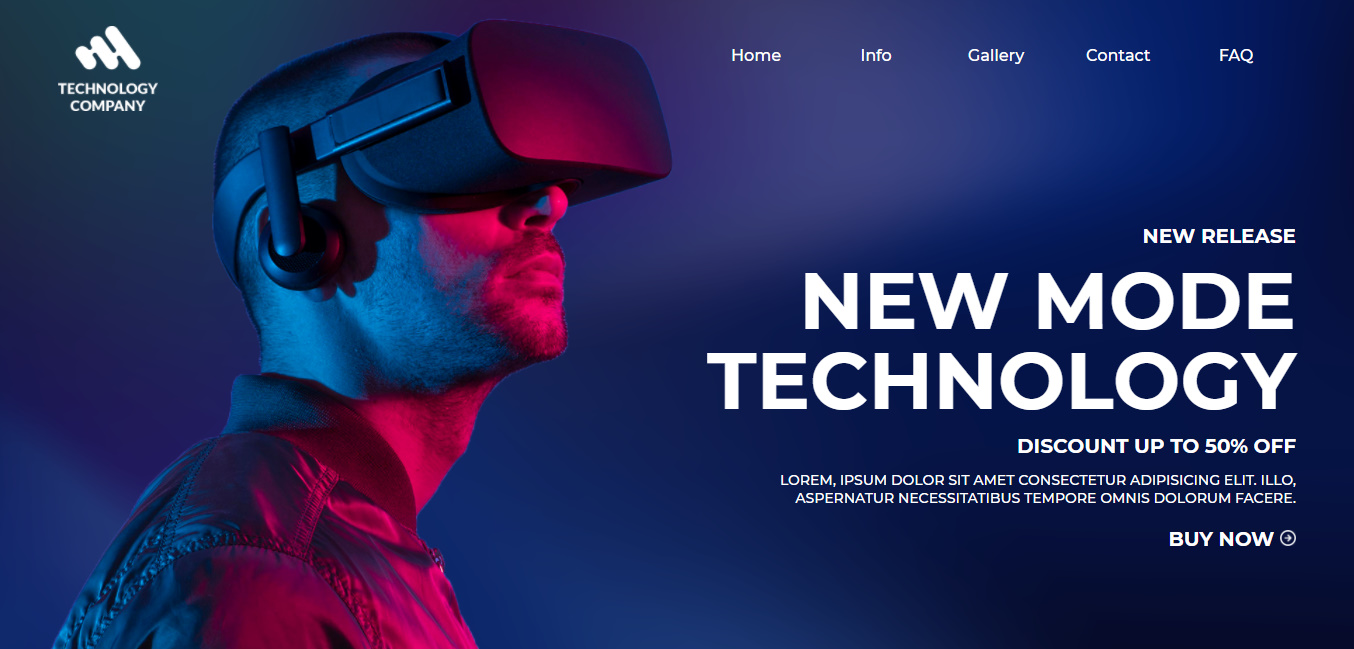 TECHNOLOGY
COMPANY
Home Info Gallery Contact FAQ
NEW RELEASE
NEW MODE
TECHNOLOGY
DISCOUNT UP TO 50% OFF
LOREM, IPSUM DOLOR SIT AMET CONSECTETUR ADIPISICING ELIT. ILLO,
ASPERNATUR NECESSITATIBUS TEMPORE OMNIS DOLORUM FACERE.
BUY NOW